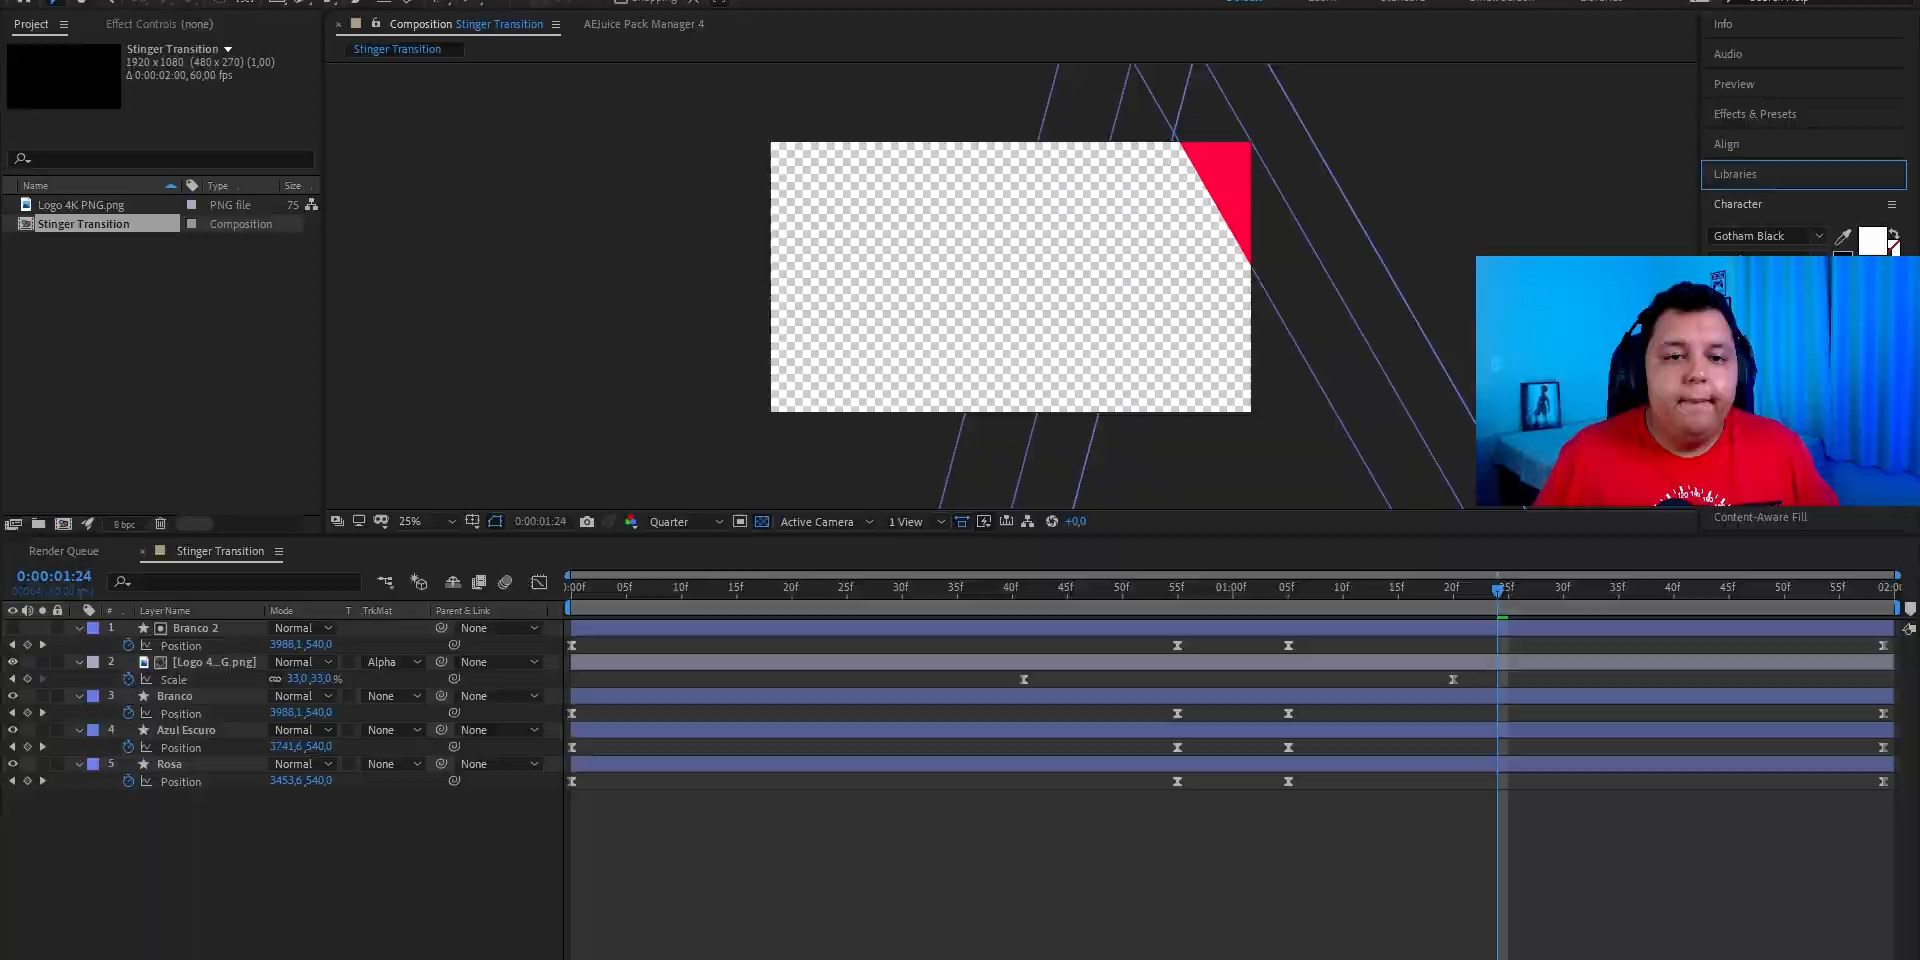 Project
Effect Controls (none)
Composition Stinger Transition
AEJuice Pack Manager 4
Stinger Transition
1920 x 1080 (480 x 270) (1,00)
Δ 0:00:02:00, 60,00 fps
Stinger Transition
Name Type Size
Logo 4K PNG.png PNG file 75
Stinger Transition Composition
Info
Audio
Preview
Effects & Presets
Align
Libraries
Character
Gotham Black
Content-Aware Fill
8 bpc
25% 0:00:01:24 Quarter Active Camera 1 View +0,0
Render Queue
Stinger Transition
0:00:01:24
:00f 05f 10f 15f 20f 25f 30f 35f 40f 45f 50f 55f 01:00f 05f 10f 15f 20f 25f 30f 35f 40f 45f 50f 55f 02:00
# Layer Name Mode T .TrkMat Parent & Link
1 Branco 2 Normal None
Position 3988,1,540,0
2 [Logo 4...G.png] Normal Alpha None
Scale 33,0,33,0%
3 Branco Normal None None
Position 3988,1,540,0
4 Azul Escuro Normal None None
Position 3741,6,540,0
5 Rosa Normal None None
Position 3453,6,540,0